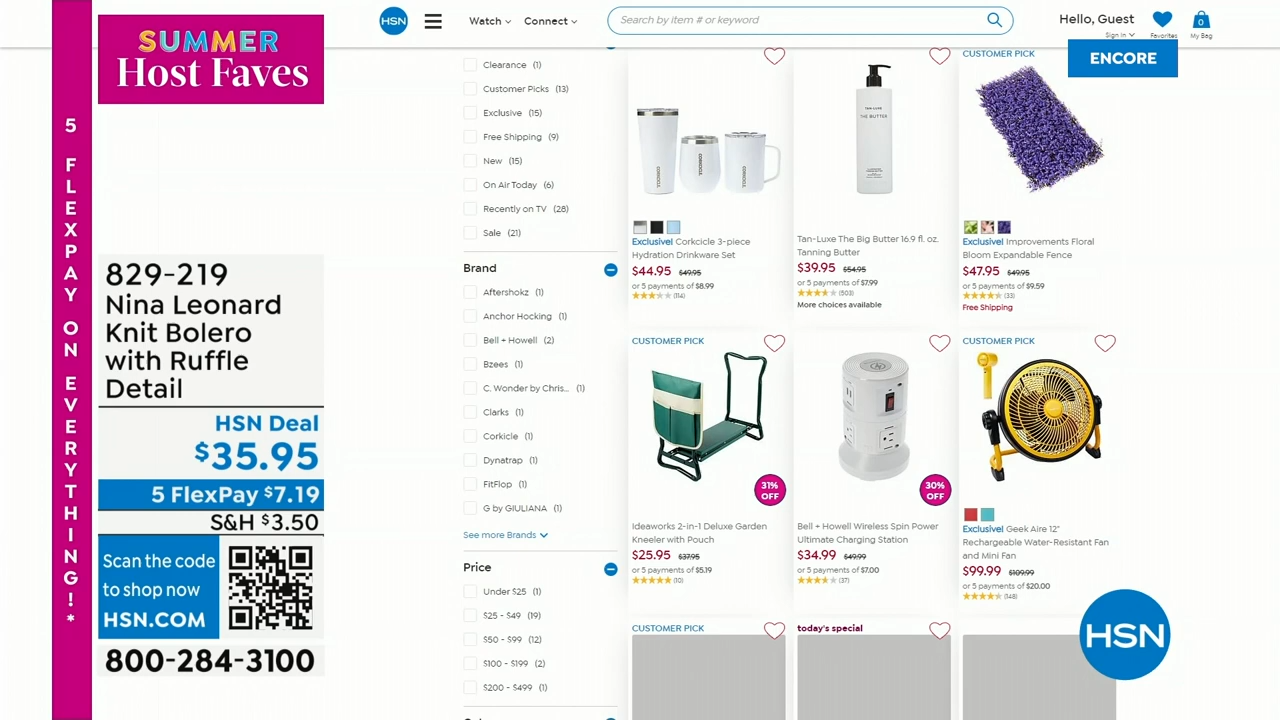 SUMMER
Host Faves
5 FLEXPAY ON EVERYTHING!*
829-219
Nina Leonard
Knit Bolero
with Ruffle
Detail
HSN Deal
$35.95
5 FlexPay $7.19
S&H $3.50
Scan the code
to shop now
HSN.COM
800-284-3100
HSN
Watch
Connect
Search by item # or keyword
Hello, Guest
Sign In
Favorites
0
My Bag
ENCORE
Clearance (1)
Customer Picks (13)
Exclusive (15)
Free Shipping (9)
New (15)
On Air Today (6)
Recently on TV (28)
Sale (21)
Brand
Aftershokz (1)
Anchor Hocking (1)
Bell + Howell (2)
Bzees (1)
C. Wonder by Chris... (1)
Clarks (1)
Corkicle (1)
Dynatrap (1)
FitFlop (1)
G by GIULIANA (1)
See more Brands
Price
Under $25 (1)
$25 - $49 (19)
$50 - $99 (12)
$100 - $199 (2)
$200 - $499 (1)
CORKCICLE
CORKCICLE
CORKCICLE
Exclusive! Corkcicle 3-piece
Hydration Drinkware Set
$44.95 $49.95
or 5 payments of $8.99
(114)
TAN-LUXE
THE BUTTER
Tan-Luxe The Big Butter 16.9 fl. oz.
Tanning Butter
$39.95 $54.95
or 5 payments of $7.99
(503)
More choices available
CUSTOMER PICK
Exclusive! Improvements Floral
Bloom Expandable Fence
$47.95 $49.95
or 5 payments of $9.59
(33)
Free Shipping
CUSTOMER PICK
31%
OFF
Ideaworks 2-in-1 Deluxe Garden
Kneeler with Pouch
$25.95 $37.95
or 5 payments of $5.19
(10)
30%
OFF
Bell + Howell Wireless Spin Power
Ultimate Charging Station
$34.99 $49.99
or 5 payments of $7.00
(37)
CUSTOMER PICK
Exclusive! Geek Aire 12"
Rechargeable Water-Resistant Fan
and Mini Fan
$99.99 $109.99
or 5 payments of $20.00
(148)
CUSTOMER PICK
today's special
HSN